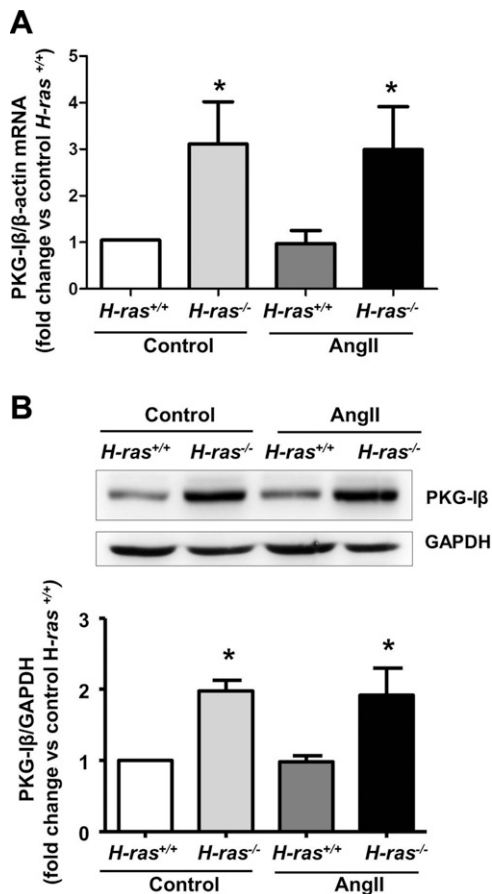 A
PKG-Iβ/β-actin mRNA
(fold change vs control H-ras +/+)
5
4
3
2
1
0
*
*
H-ras+/+ H-ras-/- H-ras+/+ H-ras-/-
Control AngII
B
Control AngII
H-ras+/+ H-ras-/- H-ras+/+ H-ras-/-
PKG-Iβ
GAPDH
PKG-Iβ/GAPDH
(fold change vs control H-ras +/+)
3
2
1
0
*
*
H-ras+/+ H-ras-/- H-ras+/+ H-ras-/-
Control AngII